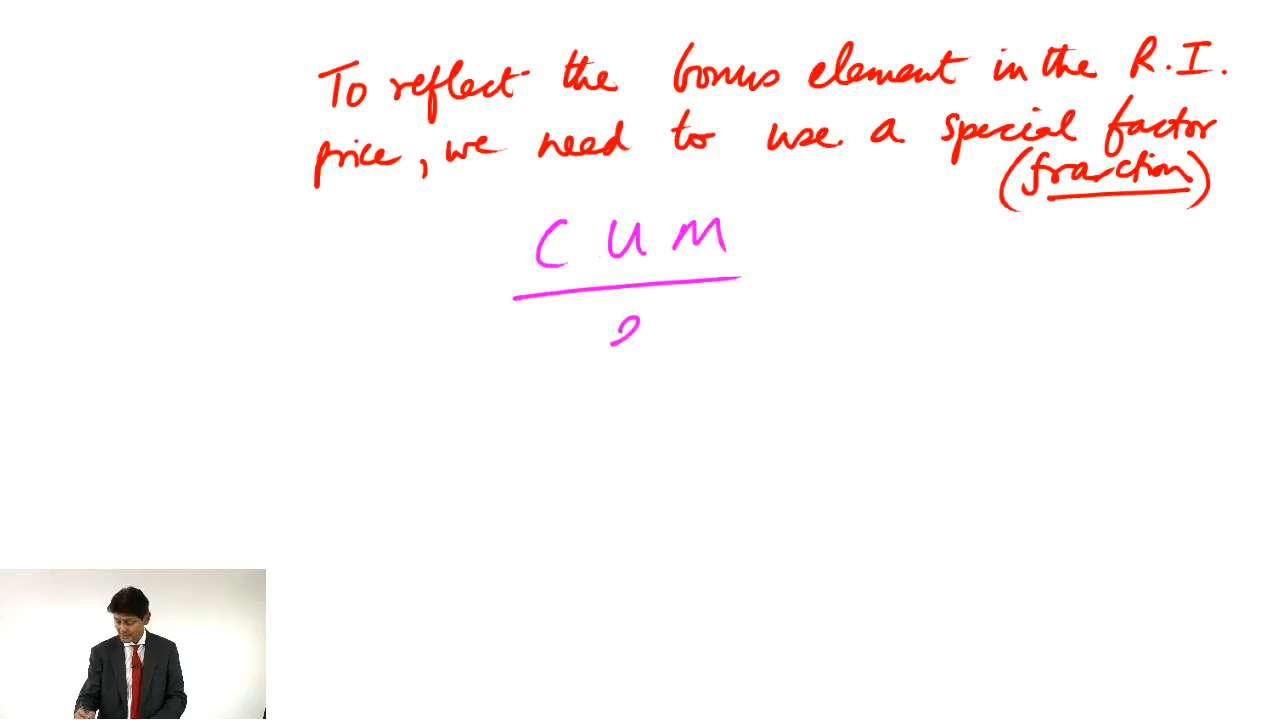 To reflect the bonus element in the R.I.
price, we need to use a special factor
(fraction)
CUM